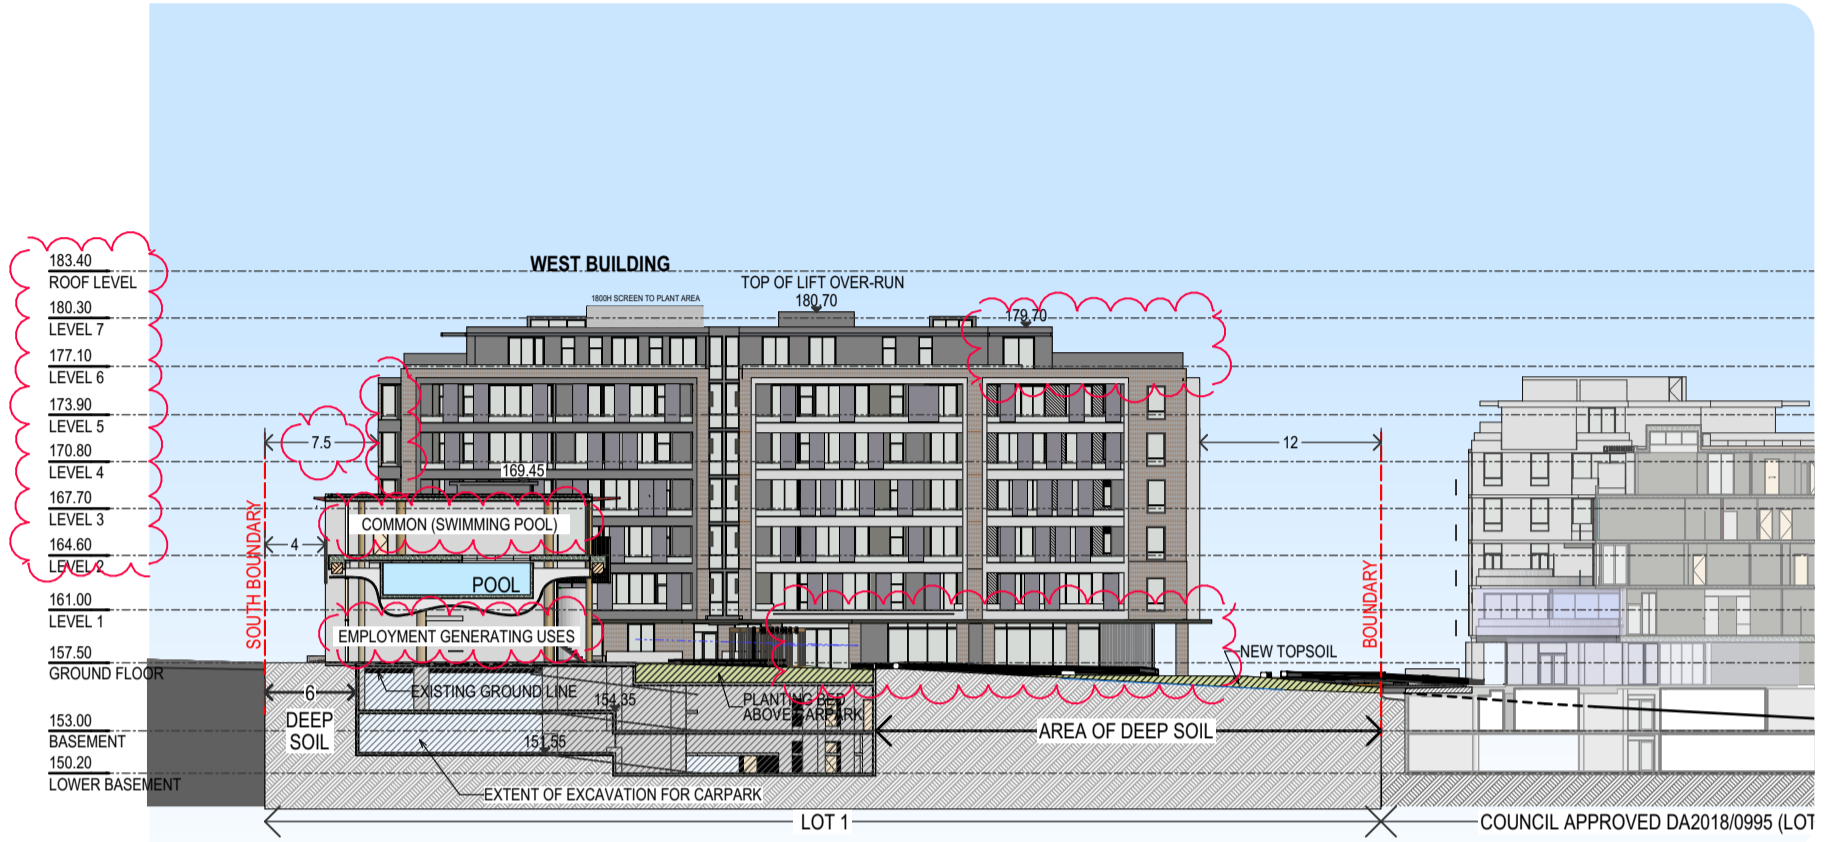 183.40
ROOF LEVEL
180.30
LEVEL 7
177.10
LEVEL 6
173.90
LEVEL 5
170.80
LEVEL 4
167.70
LEVEL 3
164.60
LEVEL 2
161.00
LEVEL 1
157.50
GROUND FLOOR
153.00
BASEMENT
150.20
LOWER BASEMENT
WEST BUILDING
1800H SCREEN TO PLANT AREA
TOP OF LIFT OVER-RUN
180.70
179.70
7.5
12
169.45
SOUTH BOUNDARY
4
COMMON (SWIMMING POOL)
POOL
EMPLOYMENT GENERATING USES
BOUNDARY
NEW TOPSOIL
6
DEEP
SOIL
EXISTING GROUND LINE
154.35
PLANTING BED
ABOVE CARPARK
151.55
AREA OF DEEP SOIL
EXTENT OF EXCAVATION FOR CARPARK
LOT 1
COUNCIL APPROVED DA2018/0995 (LOT